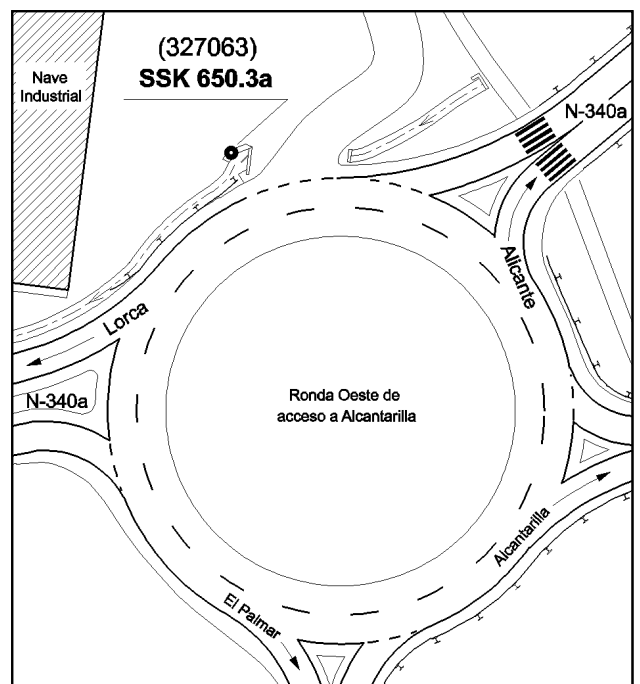 (327063)
SSK 650.3a
Nave
Industrial
N-340a
Alicante
Lorca
N-340a
Ronda Oeste de
acceso a Alcantarilla
Alcantarilla
El Palmar